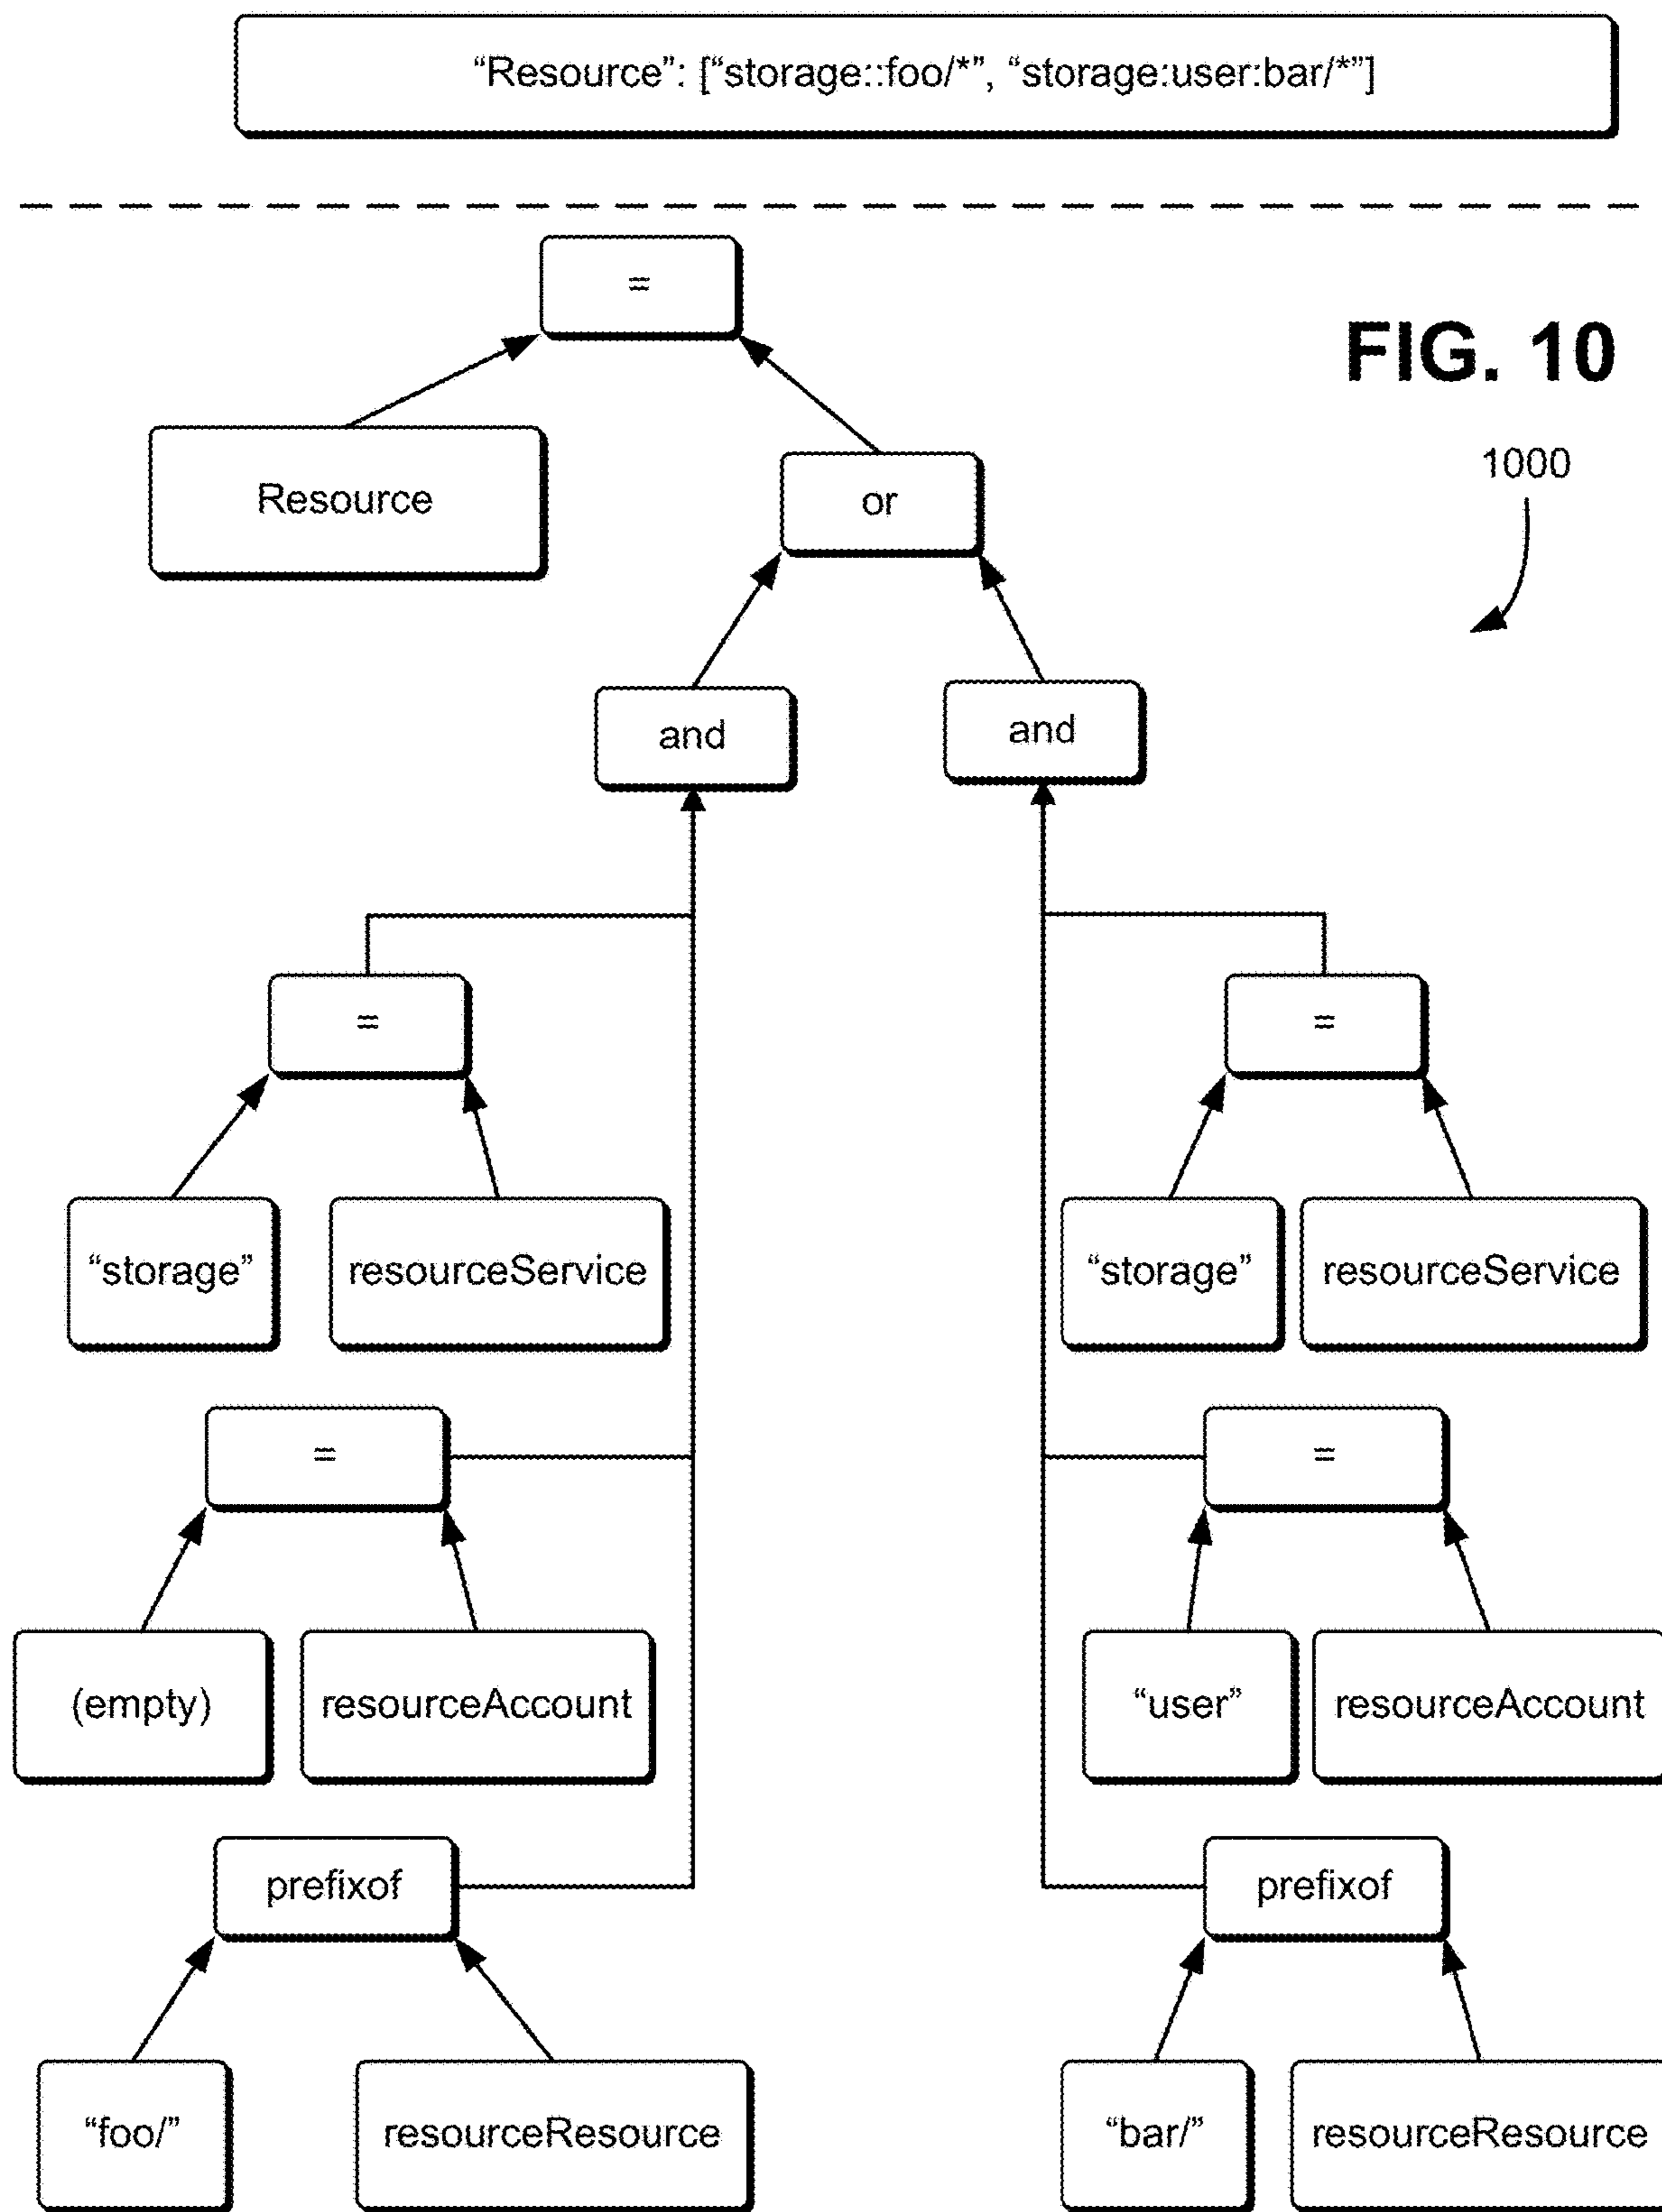 “Resource”: [“storage::foo/*”, “storage:user:bar/*”]
=
FIG. 10
Resource
or
1000
and
and
=
=
“storage”
resourceService
“storage”
resourceService
=
=
(empty)
resourceAccount
“user”
resourceAccount
prefixof
prefixof
“foo/”
resourceResource
“bar/”
resourceResource